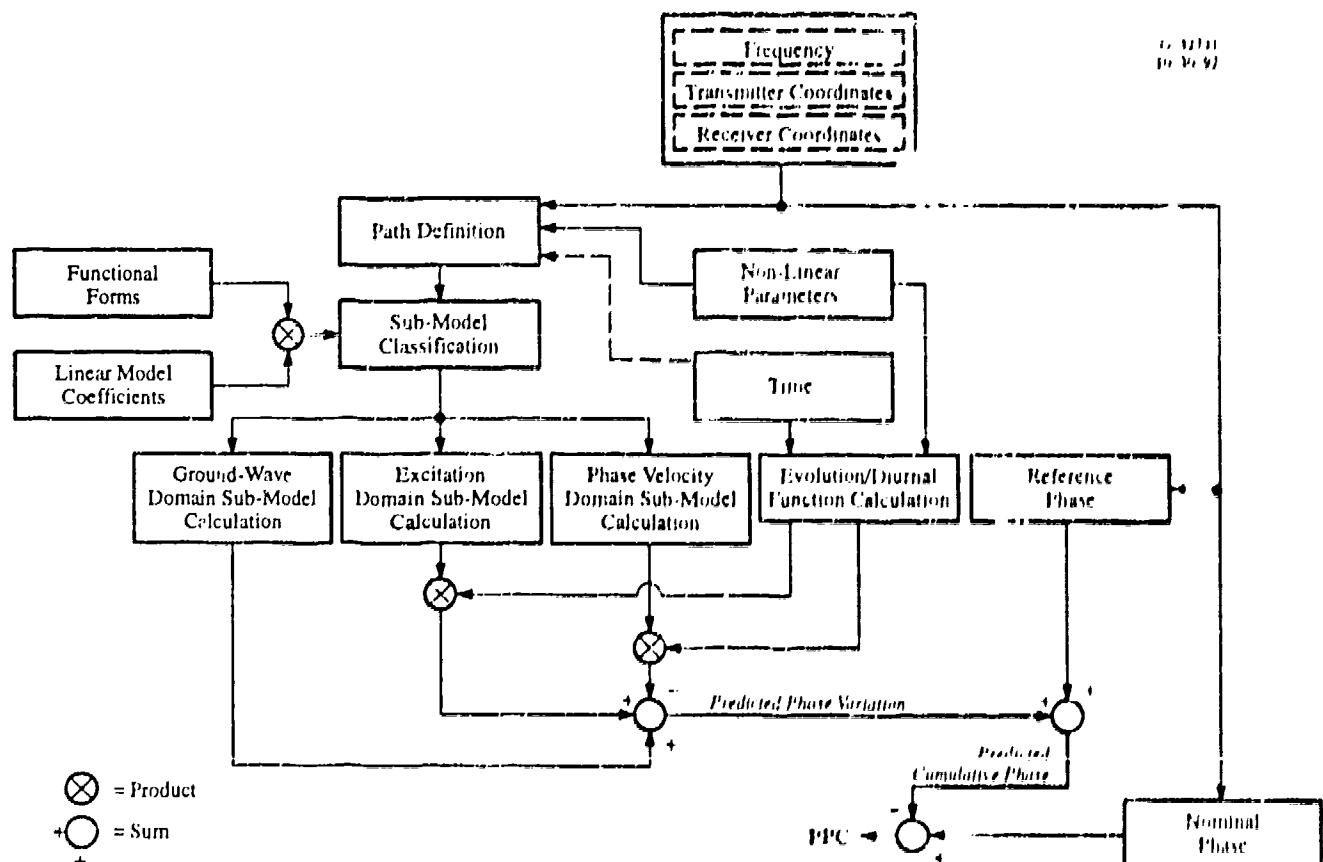 Frequency
Transmitter Coordinates
Receiver Coordinates
Path Definition
Functional
Forms
Non-Linear
Parameters
Sub-Model
Classification
Linear Model
Coefficients
Time
Ground-Wave
Domain Sub-Model
Calculation
Excitation
Domain Sub-Model
Calculation
Phase Velocity
Domain Sub-Model
Calculation
Evolution/Diurnal
Function Calculation
Reference
Phase
Predicted Phase Variation
Predicted
Cumulative Phase
= Product
= Sum
PPC
Nominal
Phase